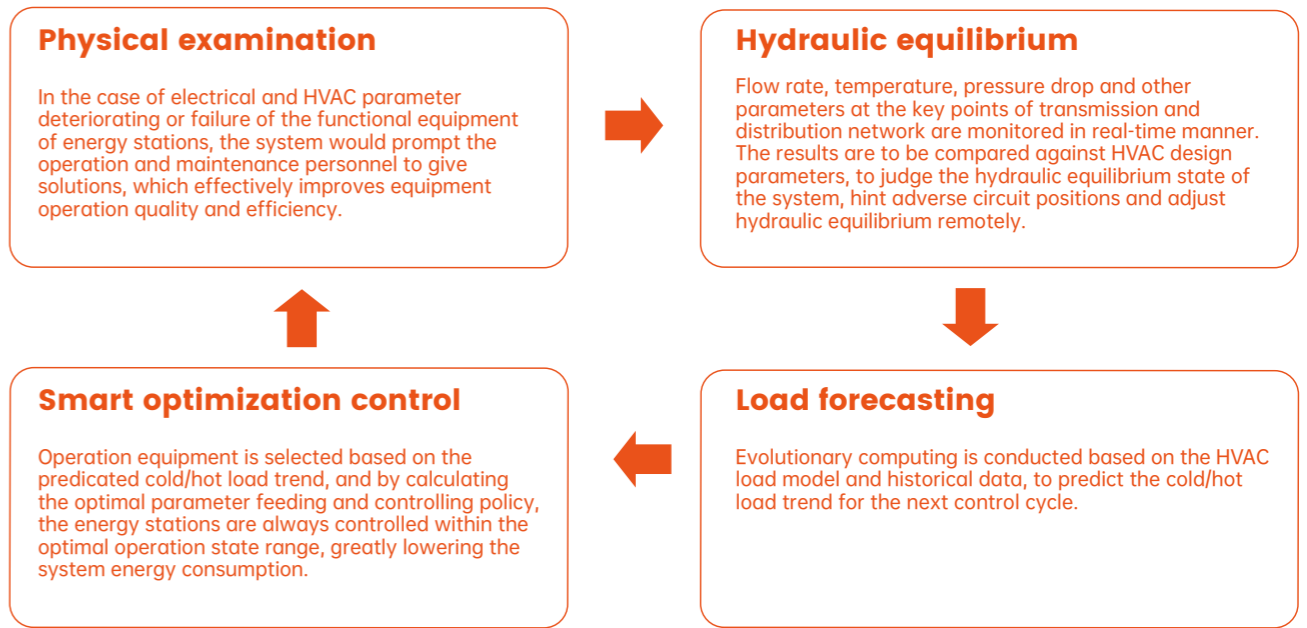 Physical examination
In the case of electrical and HVAC parameter
deteriorating or failure of the functional equipment
of energy stations, the system would prompt the
operation and maintenance personnel to give
solutions, which effectively improves equipment
operation quality and efficiency.
Hydraulic equilibrium
Flow rate, temperature, pressure drop and other
parameters at the key points of transmission and
distribution network are monitored in real-time manner.
The results are to be compared against HVAC design
parameters, to judge the hydraulic equilibrium state of
the system, hint adverse circuit positions and adjust
hydraulic equilibrium remotely.
Smart optimization control
Operation equipment is selected based on the
predicated cold/hot load trend, and by calculating
the optimal parameter feeding and controlling policy,
the energy stations are always controlled within the
optimal operation state range, greatly lowering the
system energy consumption.
Load forecasting
Evolutionary computing is conducted based on the HVAC
load model and historical data, to predict the cold/hot
load trend for the next control cycle.